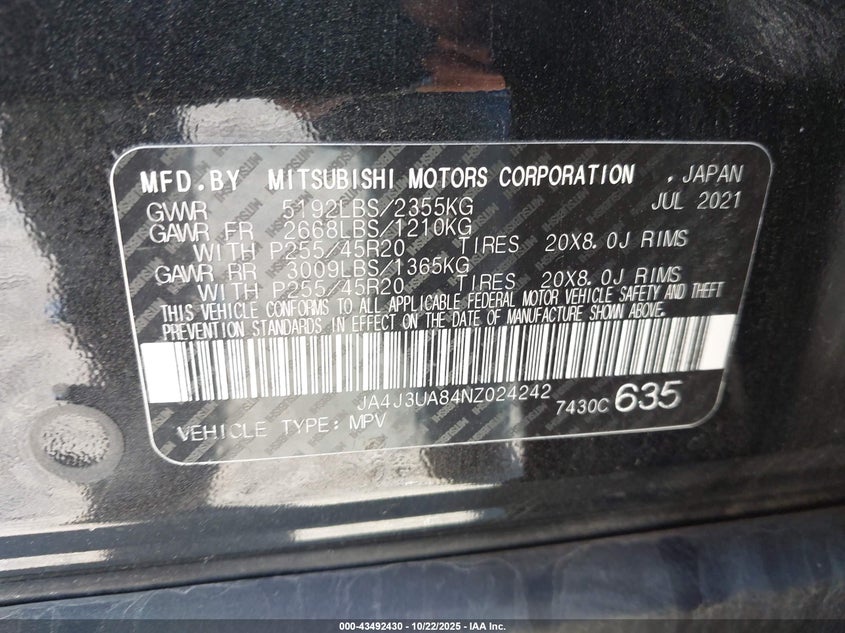 MFD.BY MITSUBISHI MOTORS CORPORATION , JAPAN
GVWR 5192LBS/2355KG JUL 2021
GAWR FR 2668LBS/1210KG
WITH P255/45R20 TIRES 20X8.0J RIMS
GAWR RR 3009LBS/1365KG
WITH P255/45R20 TIRES 20X8.0J RIMS
THIS VEHICLE CONFORMS TO ALL APPLICABLE FEDERAL MOTOR VEHICLE SAFETY AND THEFT
PREVENTION STANDARDS IN EFFECT ON THE DATE OF MANUFACTURE SHOWN ABOVE.
JA4J3UA84NZ024242
7430C 635
VEHICLE TYPE: MPV
000-43492430 - 10/22/2025 - IAA Inc.